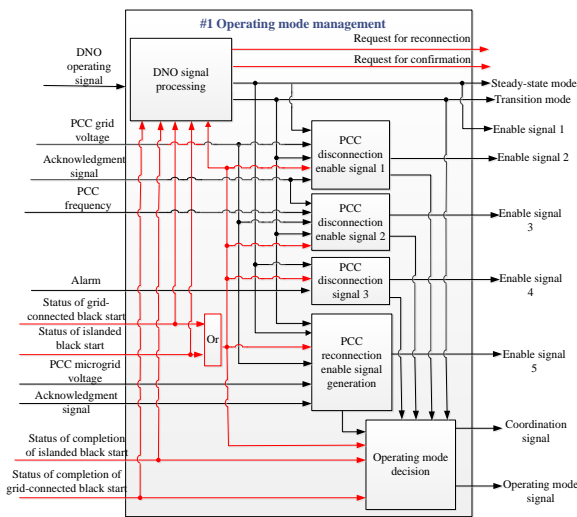 #1 Operating mode management
Request for reconnection
Request for confirmation
DNO
operating
signal
DNO signal
processing
Steady-state mode
Transition mode
PCC grid
voltage
Acknowledgment
signal
PCC
frequency
PCC
disconnection
enable signal 1
Enable signal 1
Enable signal 2
PCC
disconnection
enable signal 2
Enable signal
3
Alarm
PCC
disconnection
signal 3
Enable signal
4
Status of grid-
connected black start
Status of islanded
black start
Or
PCC microgrid
voltage
Acknowledgment
signal
PCC
reconnection
enable signal
generation
Enable signal
5
Status of completion
of islanded black start
Status of completion of
grid-connected black start
Operating mode
decision
Coordination
signal
Operating mode
signal